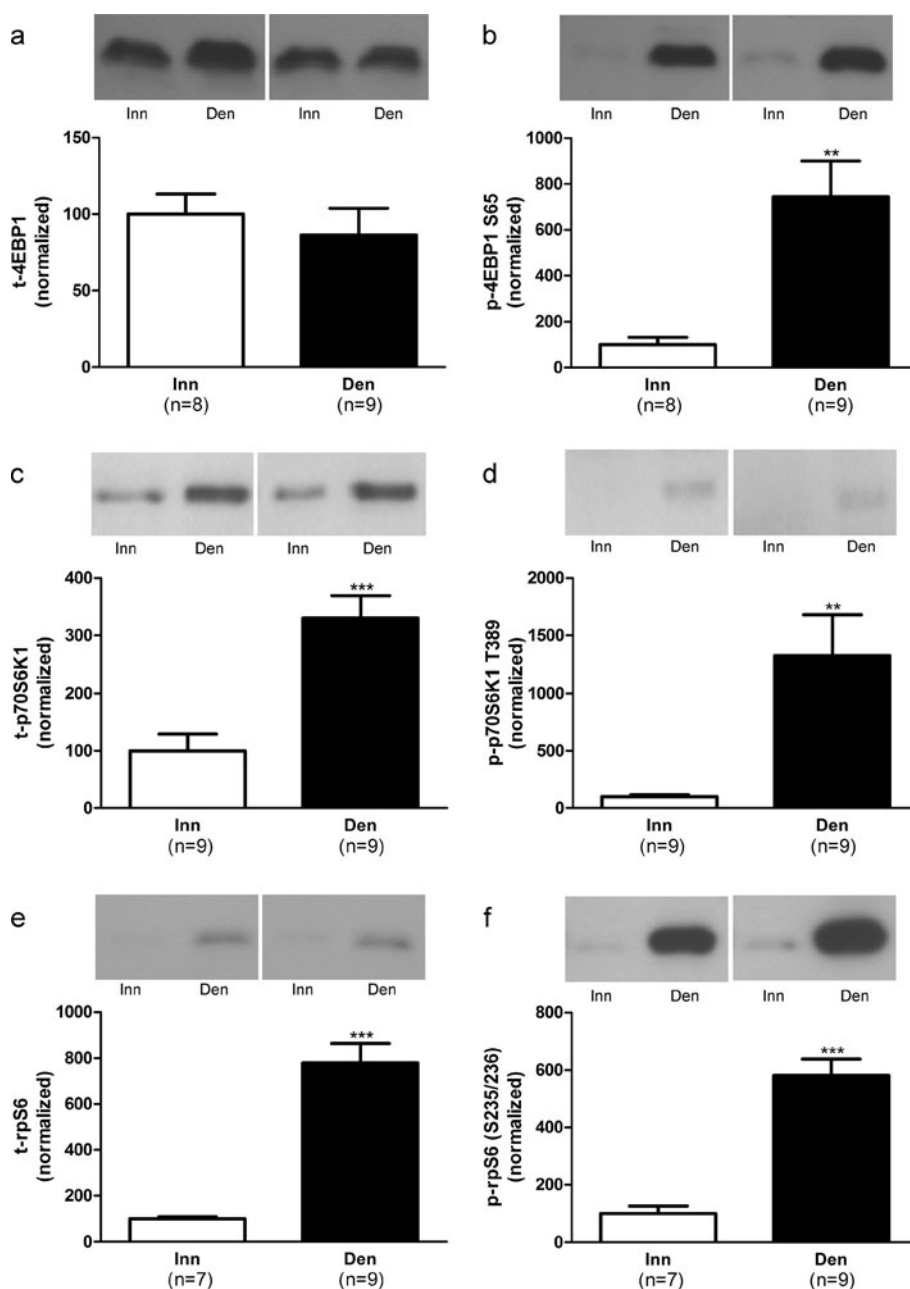 a
Inn Den Inn Den
150
100
50
0
t-4EBP1
(normalized)
Inn
(n=8)
Den
(n=9)
b
Inn Den Inn Den
1000
800
600
400
200
0
p-4EBP1 S65
(normalized)
**
Inn
(n=8)
Den
(n=9)
c
Inn Den Inn Den
400
300
200
100
0
t-p70S6K1
(normalized)
***
Inn
(n=9)
Den
(n=9)
d
Inn Den Inn Den
2000
1500
1000
500
0
p-p70S6K1 T389
(normalized)
**
Inn
(n=9)
Den
(n=9)
e
Inn Den Inn Den
1000
800
600
400
200
0
t-rpS6
(normalized)
***
Inn
(n=7)
Den
(n=9)
f
Inn Den Inn Den
800
600
400
200
0
p-rpS6 (S235/236)
(normalized)
***
Inn
(n=7)
Den
(n=9)